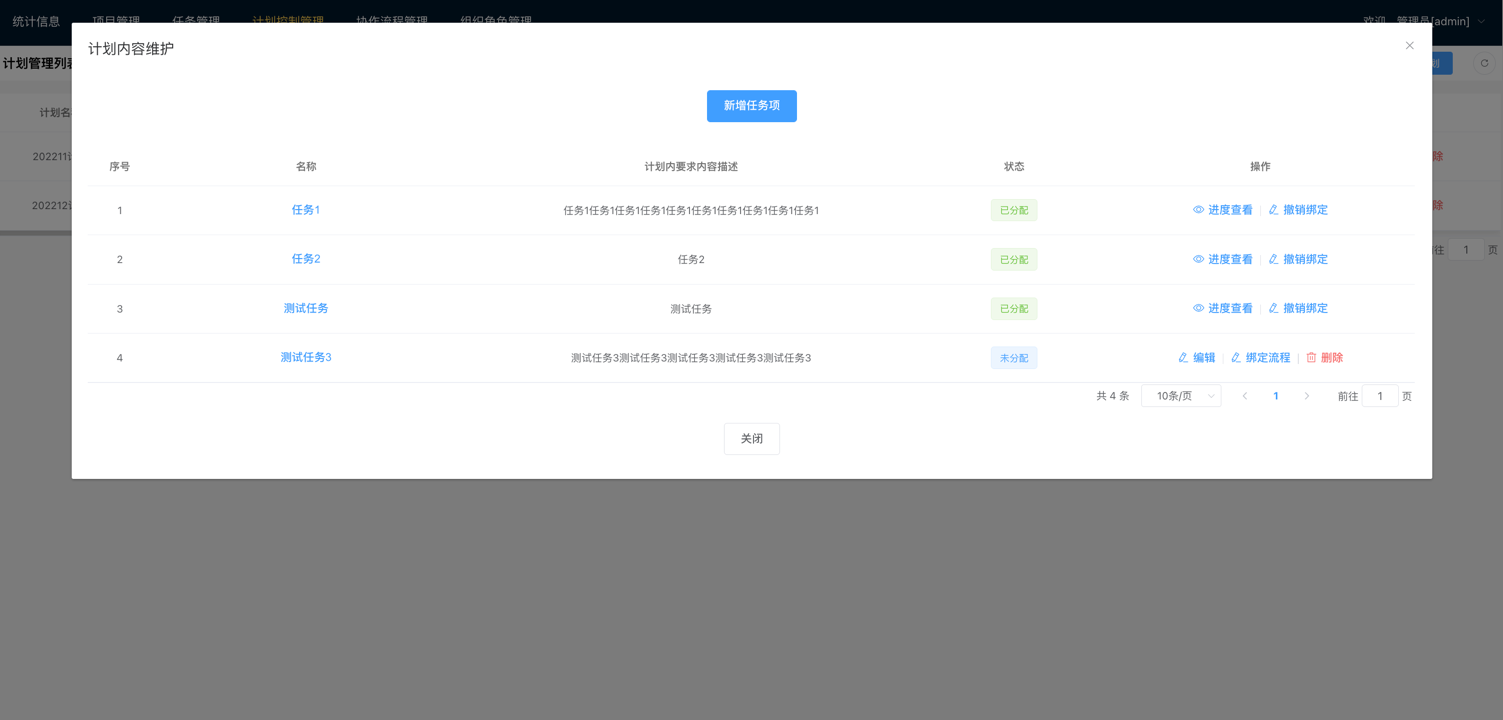 统计信息 项目管理 任务管理 计划控制管理 协作流程管理 组织角色管理 欢迎，管理员[admin]
计划内容维护
计划管理列表
新增任务项
计划名
序号 名称 计划内要求内容描述 状态 操作
202211
1 任务1 任务1任务1任务1任务1任务1任务1任务1任务1任务1任务1 已分配 进度查看 撤销绑定
202212
2 任务2 任务2 已分配 进度查看 撤销绑定
前往 1 页
3 测试任务 测试任务 已分配 进度查看 撤销绑定
4 测试任务3 测试任务3测试任务3测试任务3测试任务3测试任务3 未分配 编辑 绑定流程 删除
共 4 条 10条/页 1 前往 1 页
关闭